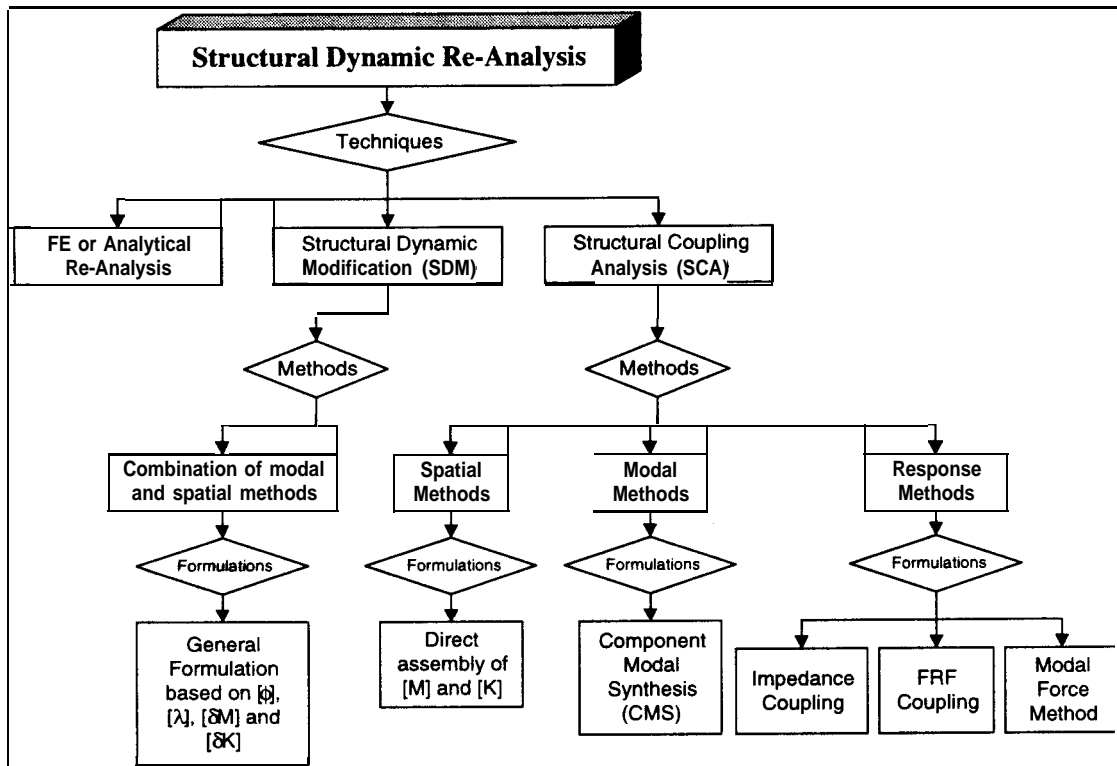 Structural Dynamic Re-Analysis
Techniques
FE or Analytical
Re-Analysis
Structural Dynamic
Modification (SDM)
Structural Coupling
Analysis (SCA)
Methods
Methods
Combination of modal
and spatial methods
Spatial
Methods
Modal
Methods
Response
Methods
Formulations
Formulations
Formulations
Formulations
General
Formulation
based on [ϕ],
[λ], [δM] and
[δK]
Direct
assembly of
[M] and [K]
Component
Modal
Synthesis
(CMS)
Impedance
Coupling
FRF
Coupling
Modal
Force
Method